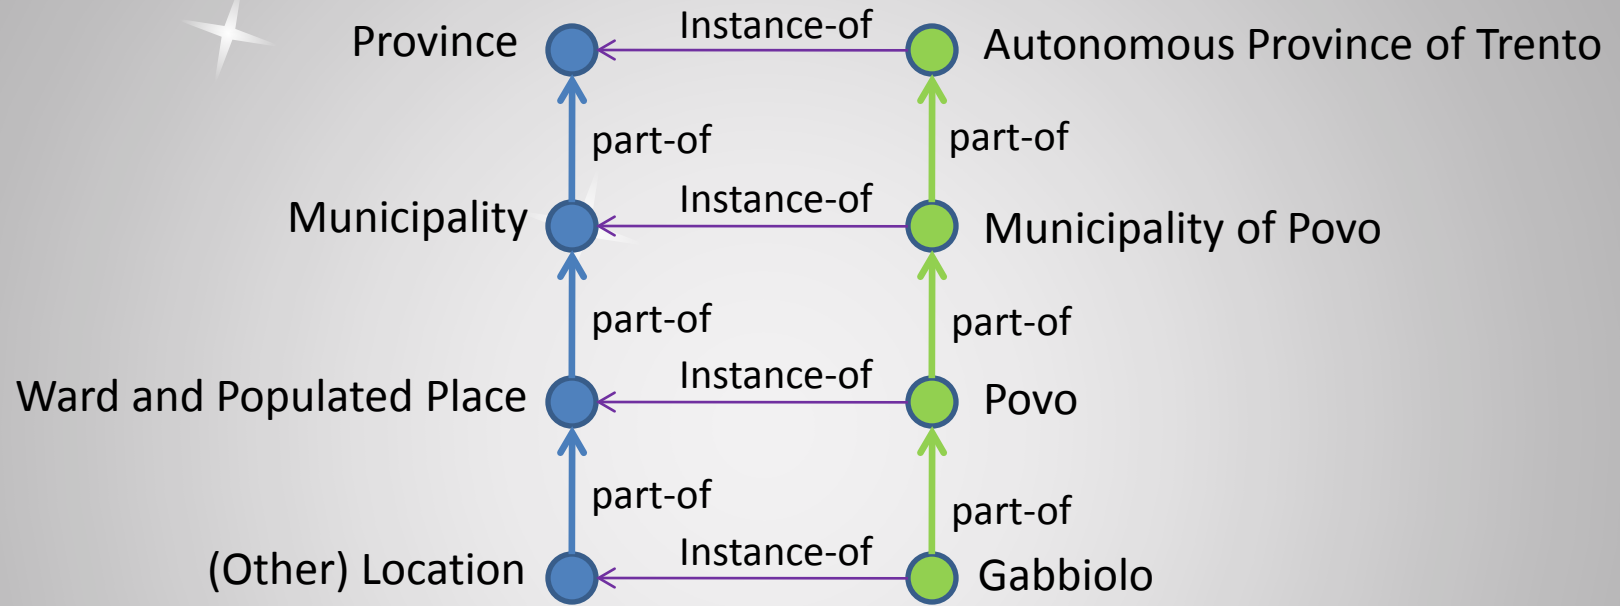 Province
Instance-of
Autonomous Province of Trento
part-of
part-of
Municipality
Instance-of
Municipality of Povo
part-of
part-of
Ward and Populated Place
Instance-of
Povo
part-of
part-of
(Other) Location
Instance-of
Gabbiolo